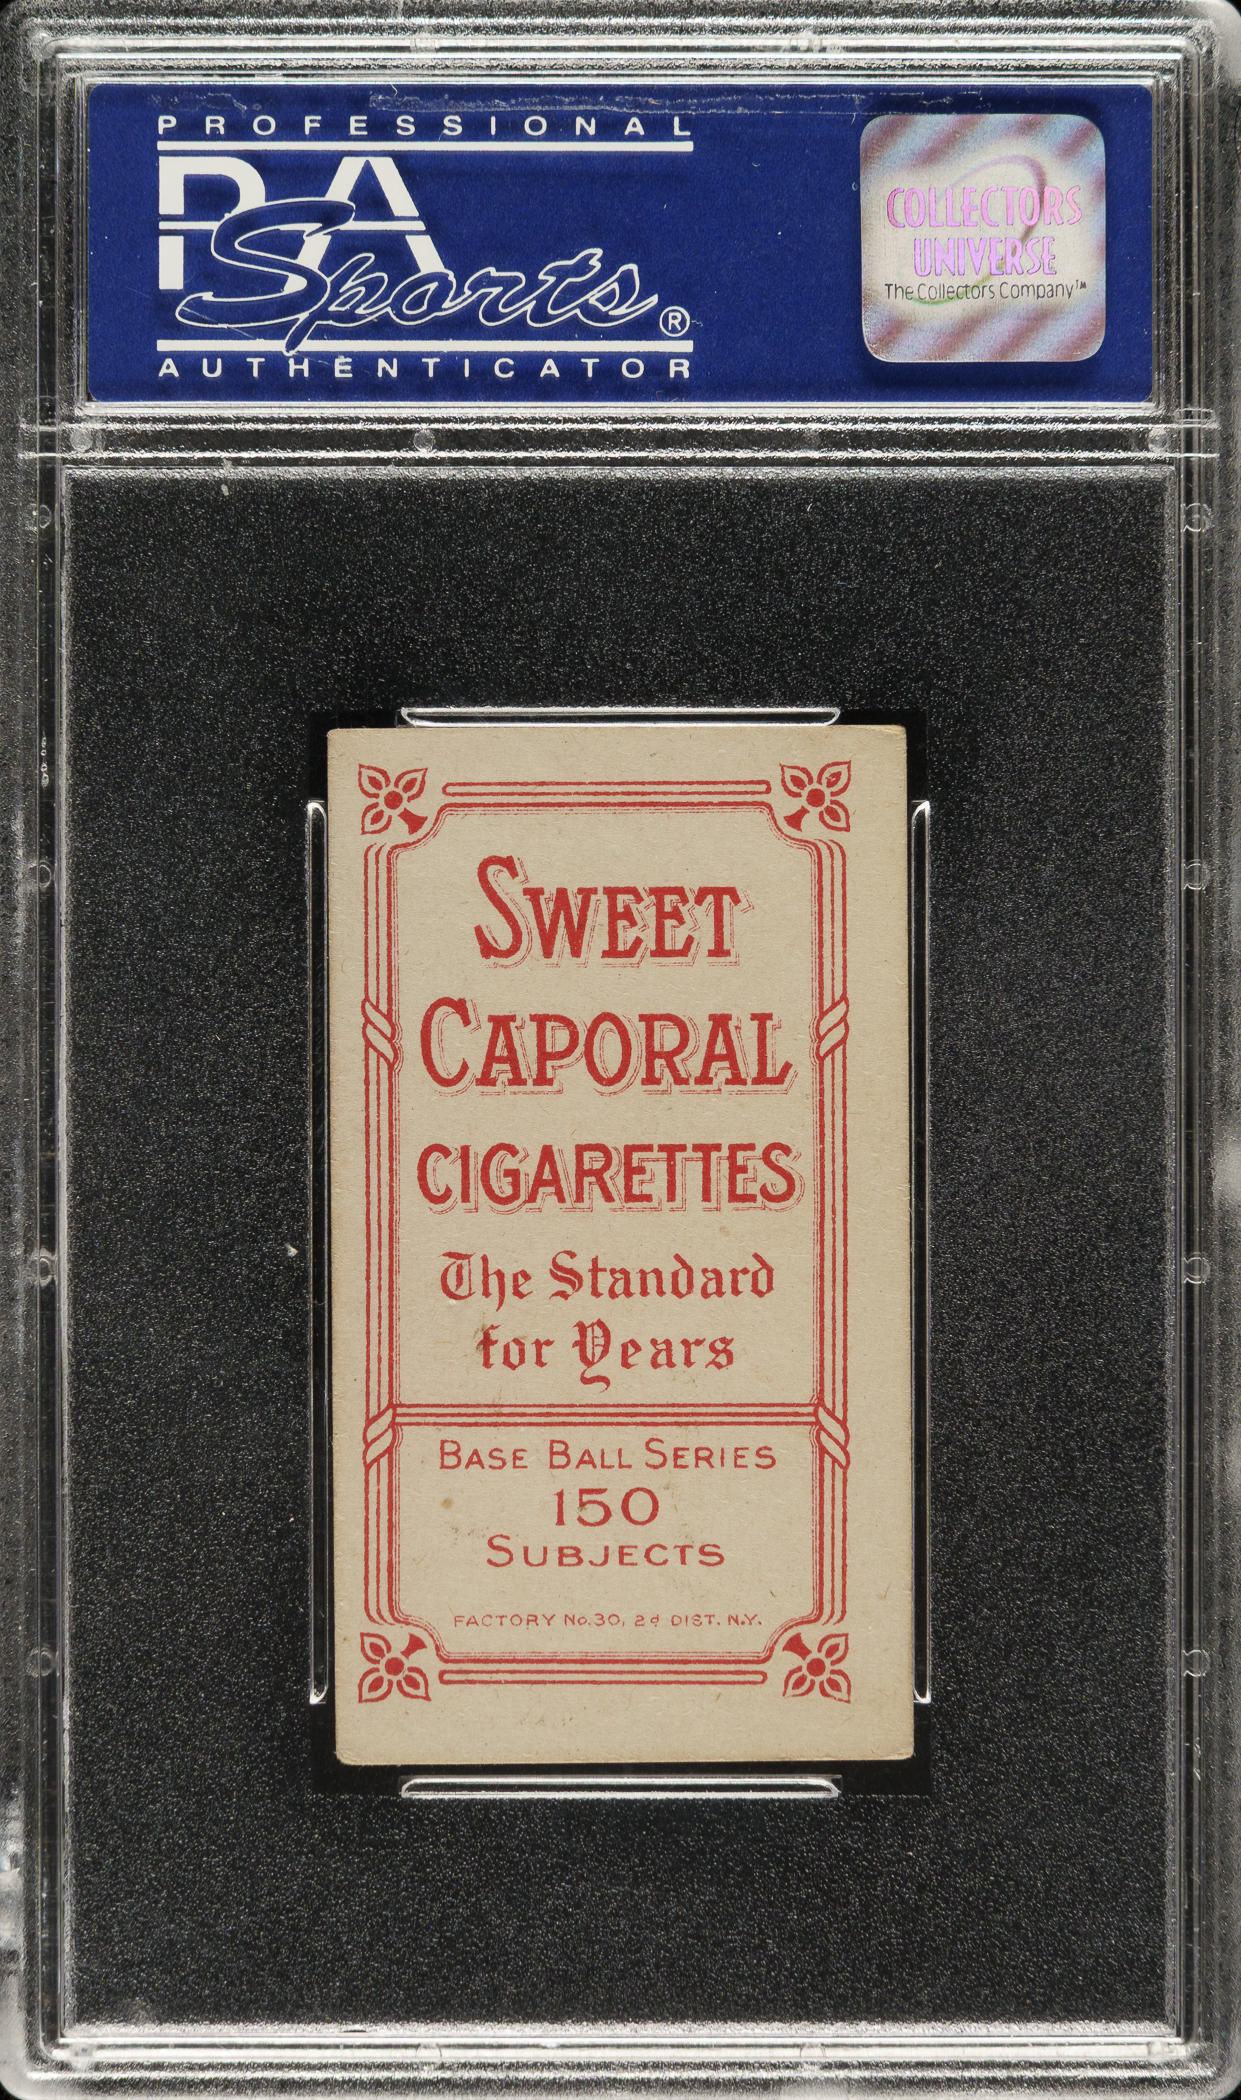 PROFESSIONAL
PSA
Sports®
AUTHENTICATOR
COLLECTORS
UNIVERSE
The Collectors Company™
SWEET
CAPORAL
CIGARETTES
The Standard
for Years
BASE BALL SERIES
150
SUBJECTS
FACTORY No. 30, 2d DIST. N.Y.